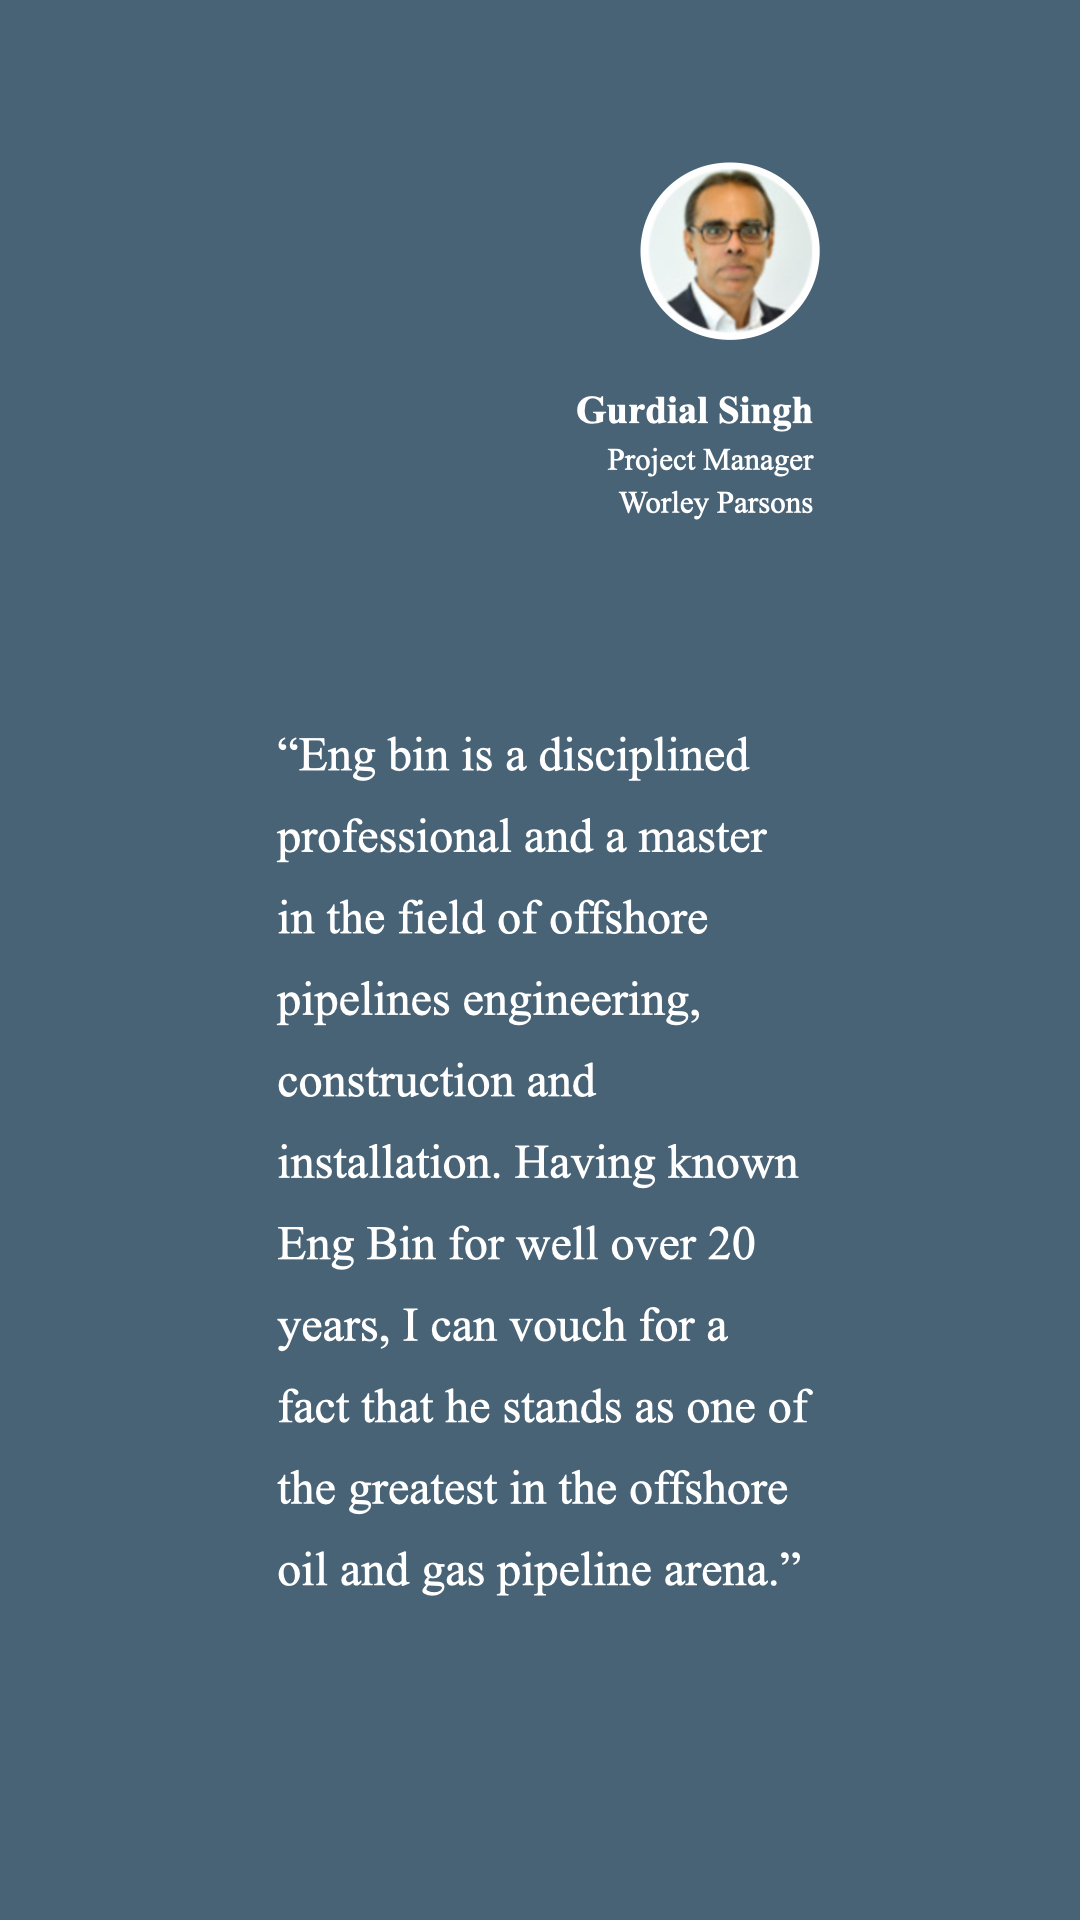 Gurdial Singh
Project Manager
Worley Parsons
“Eng bin is a disciplined
professional and a master
in the field of offshore
pipelines engineering,
construction and
installation. Having known
Eng Bin for well over 20
years, I can vouch for a
fact that he stands as one of
the greatest in the offshore
oil and gas pipeline arena.”